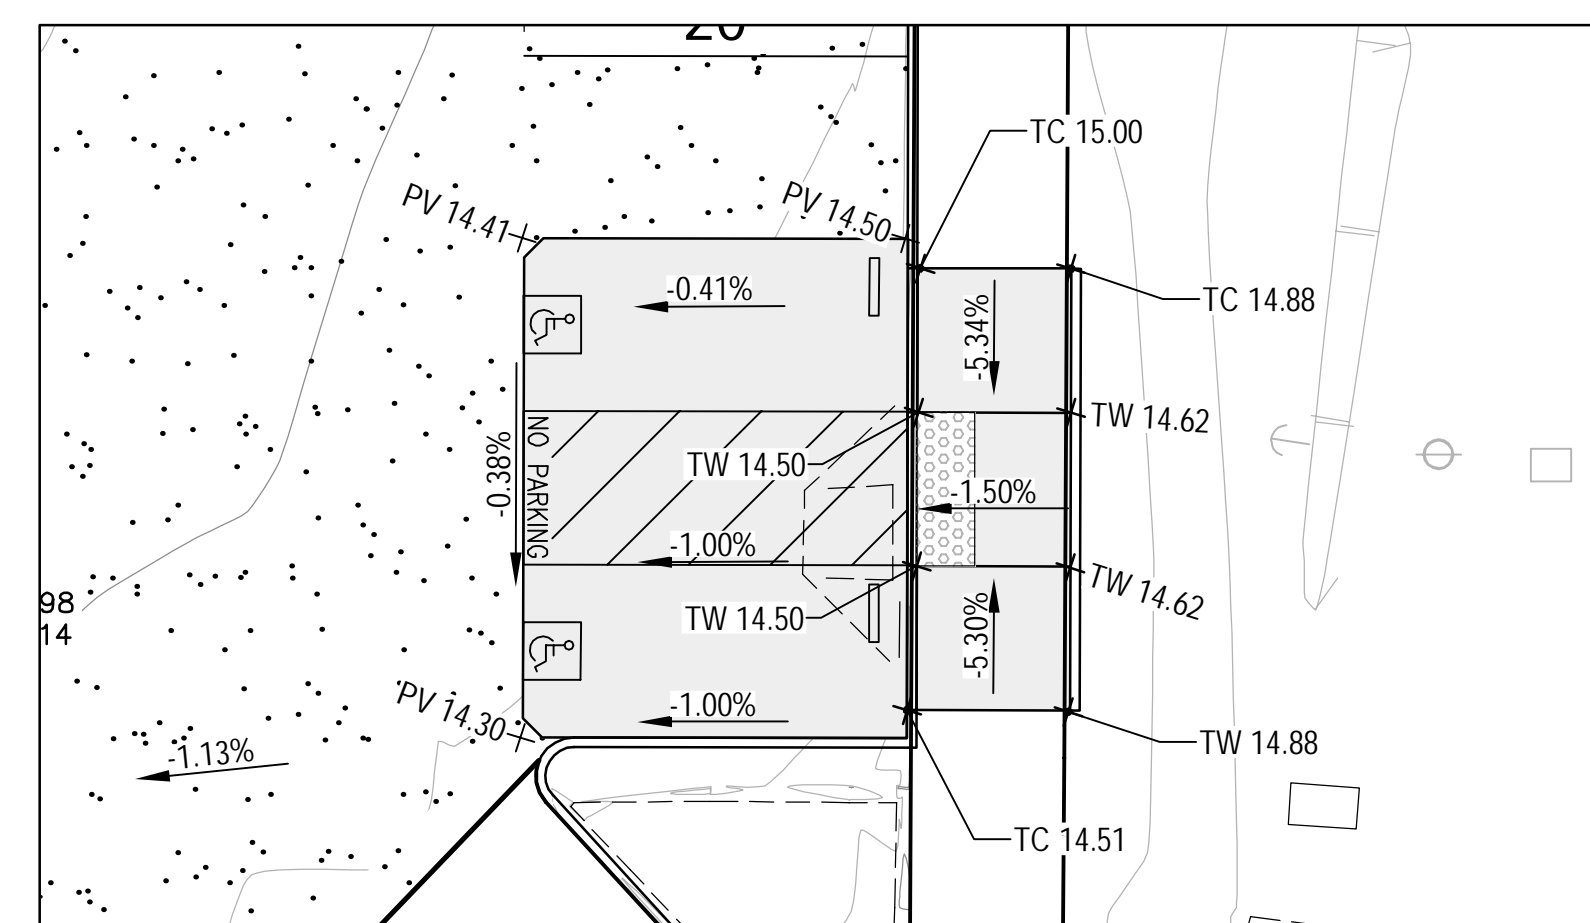 TC 15.00
PV 14.41
PV 14.50
-0.41%
TC 14.88
-5.34%
TW 14.62
NO PARKING
-0.38%
TW 14.50
-1.50%
-1.00%
TW 14.62
98
14
TW 14.50
-5.30%
PV 14.30
-1.00%
-1.13%
TW 14.88
TC 14.51